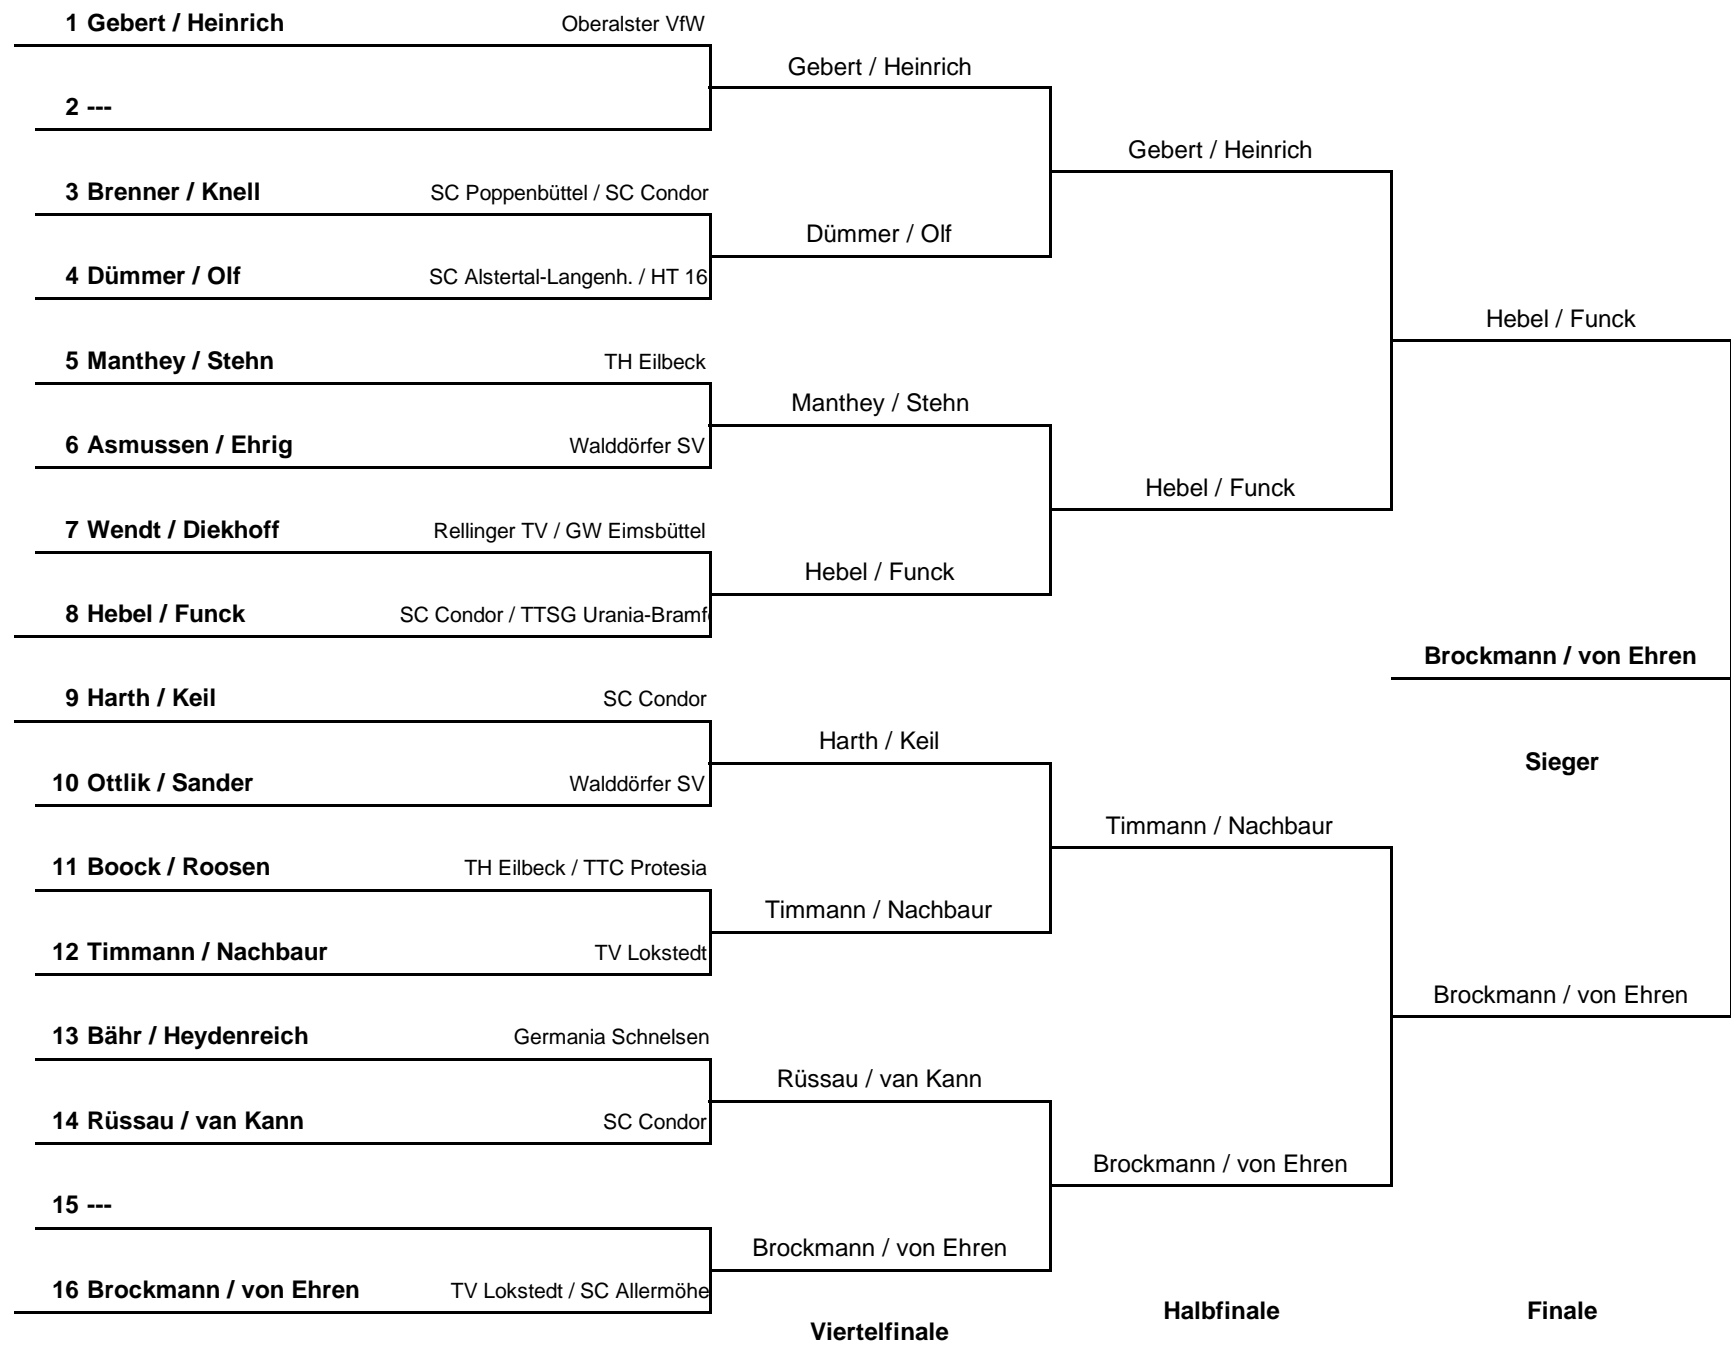 1 Gebert / Heinrich Oberalster VfW
Gebert / Heinrich
2 ---
Gebert / Heinrich
3 Brenner / Knell SC Poppenbüttel / SC Condor
Dümmer / Olf
4 Dümmer / Olf SC Alstertal-Langenh. / HT 16
Hebel / Funck
5 Manthey / Stehn TH Eilbeck
Manthey / Stehn
6 Asmussen / Ehrig Walddörfer SV
Hebel / Funck
7 Wendt / Diekhoff Rellinger TV / GW Eimsbüttel
Hebel / Funck
8 Hebel / Funck SC Condor / TTSG Urania-Bramf
Brockmann / von Ehren
9 Harth / Keil SC Condor
Harth / Keil
Sieger
10 Ottlik / Sander Walddörfer SV
Timmann / Nachbaur
11 Boock / Roosen TH Eilbeck / TTC Protesia
Timmann / Nachbaur
12 Timmann / Nachbaur TV Lokstedt
Brockmann / von Ehren
13 Bähr / Heydenreich Germania Schnelsen
Rüssau / van Kann
14 Rüssau / van Kann SC Condor
Brockmann / von Ehren
15 ---
Brockmann / von Ehren
16 Brockmann / von Ehren TV Lokstedt / SC Allermöhe
Halbfinale Finale
Viertelfinale